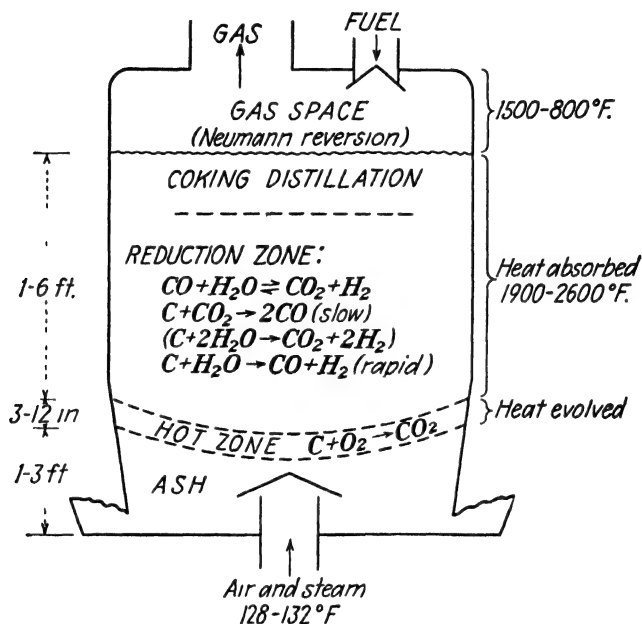 GAS
FUEL
GAS SPACE
(Neumann reversion)
1500-800°F.
COKING DISTILLATION
REDUCTION ZONE:
CO+H₂O⇌CO₂+H₂
C+CO₂→2CO (slow)
(C+2H₂O→CO₂+2H₂)
C+H₂O→CO+H₂ (rapid)
1-6 ft.
Heat absorbed
1900-2600°F.
3-12 in
Heat evolved
HOT ZONE C+O₂→CO₂
1-3 ft
ASH
Air and steam
128-132°F